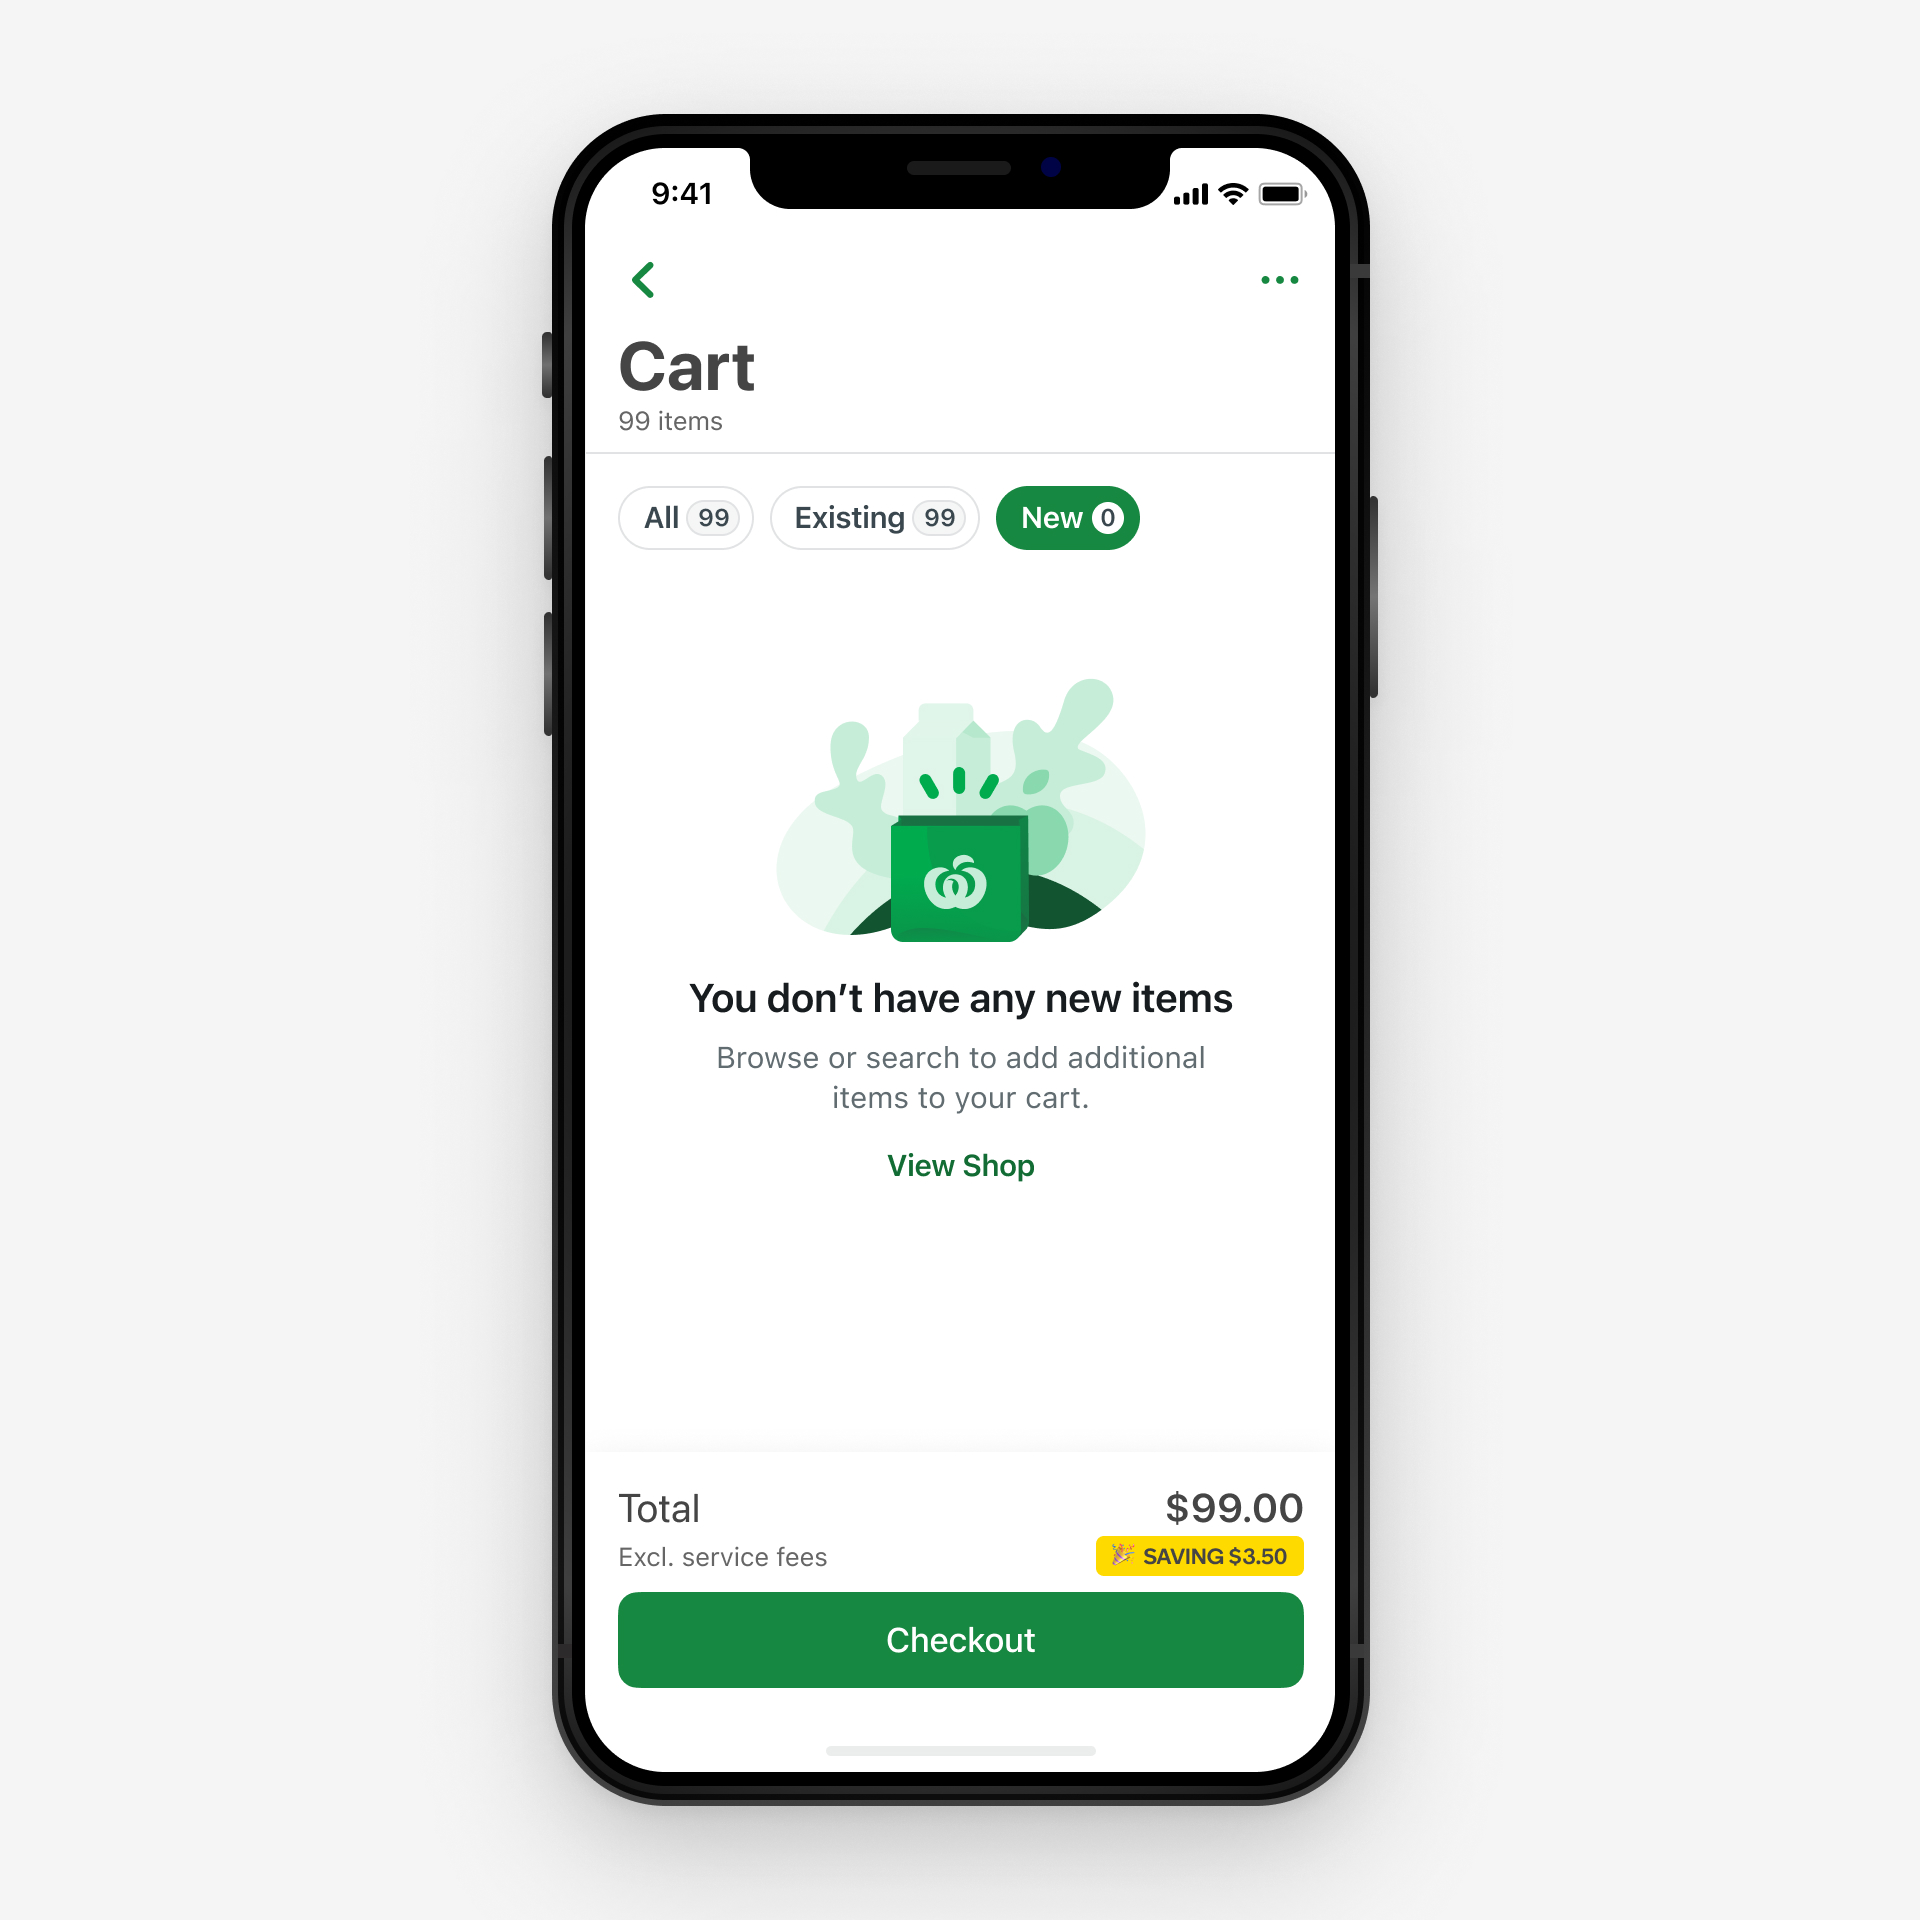 9:41
Cart
99 items
All 99 Existing 99 New 0
You don’t have any new items
Browse or search to add additional
items to your cart.
View Shop
Total $99.00
Excl. service fees 🎉 SAVING $3.50
Checkout